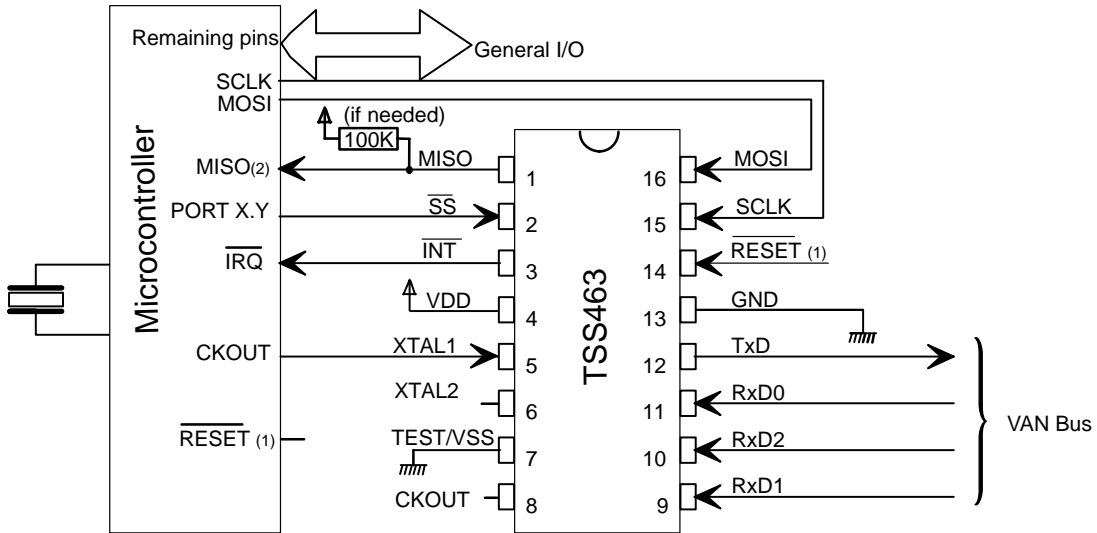 Remaining pins
General I/O
SCLK
MOSI
(if needed)
100K
MISO(2)
MISO
1
16
MOSI
PORT X.Y
SS
2
15
SCLK
IRQ
INT
3
14
RESET (1)
Microcontroller
VDD
4
TSS463
13
GND
CKOUT
XTAL1
5
12
TxD
XTAL2
6
11
RxD0
VAN Bus
RESET (1)
TEST/VSS
7
10
RxD2
CKOUT
8
9
RxD1